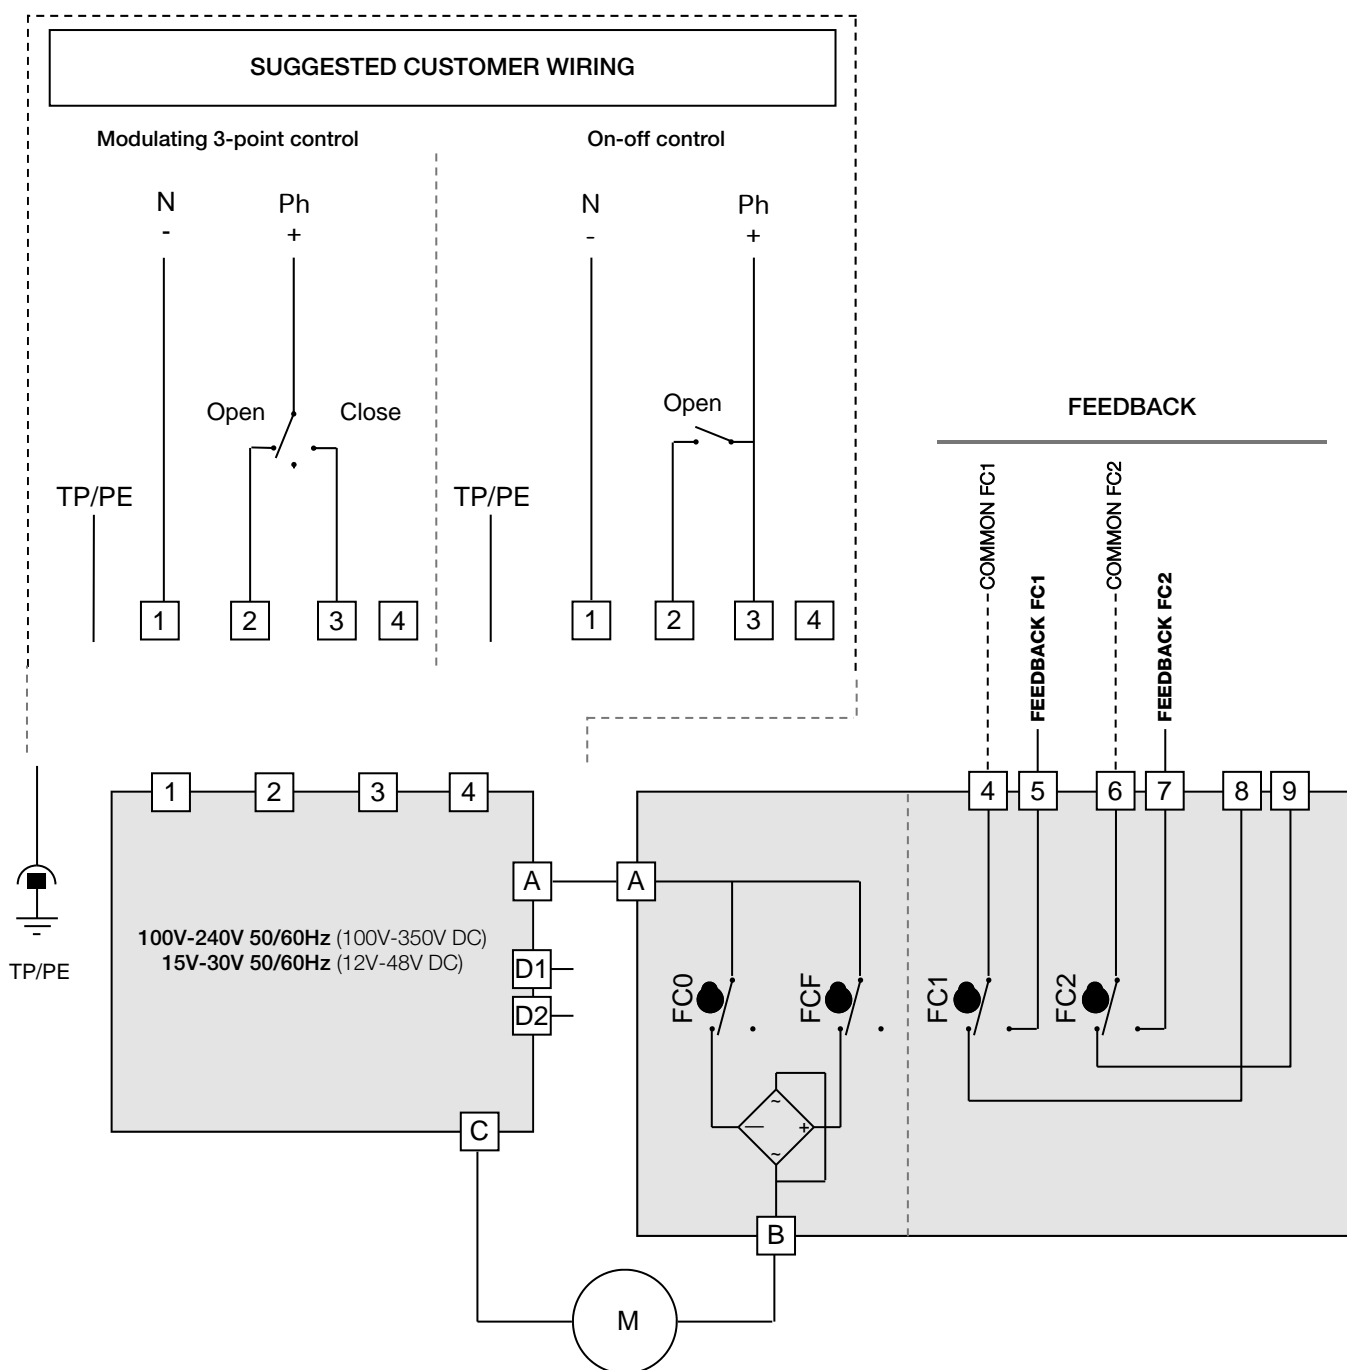 SUGGESTED CUSTOMER WIRING
Modulating 3-point control
On-off control
N
Ph
-
+
N
Ph
-
+
Open
Close
Open
TP/PE
TP/PE
1
2
3
4
1
2
3
4
FEEDBACK
COMMON FC1
FEEDBACK FC1
COMMON FC2
FEEDBACK FC2
1
2
3
4
4
5
6
7
8
9
A
A
100V-240V 50/60Hz (100V-350V DC)
15V-30V 50/60Hz (12V-48V DC)
D1
D2
TP/PE
FC0
FCF
FC1
FC2
~
—
+
~
C
B
M